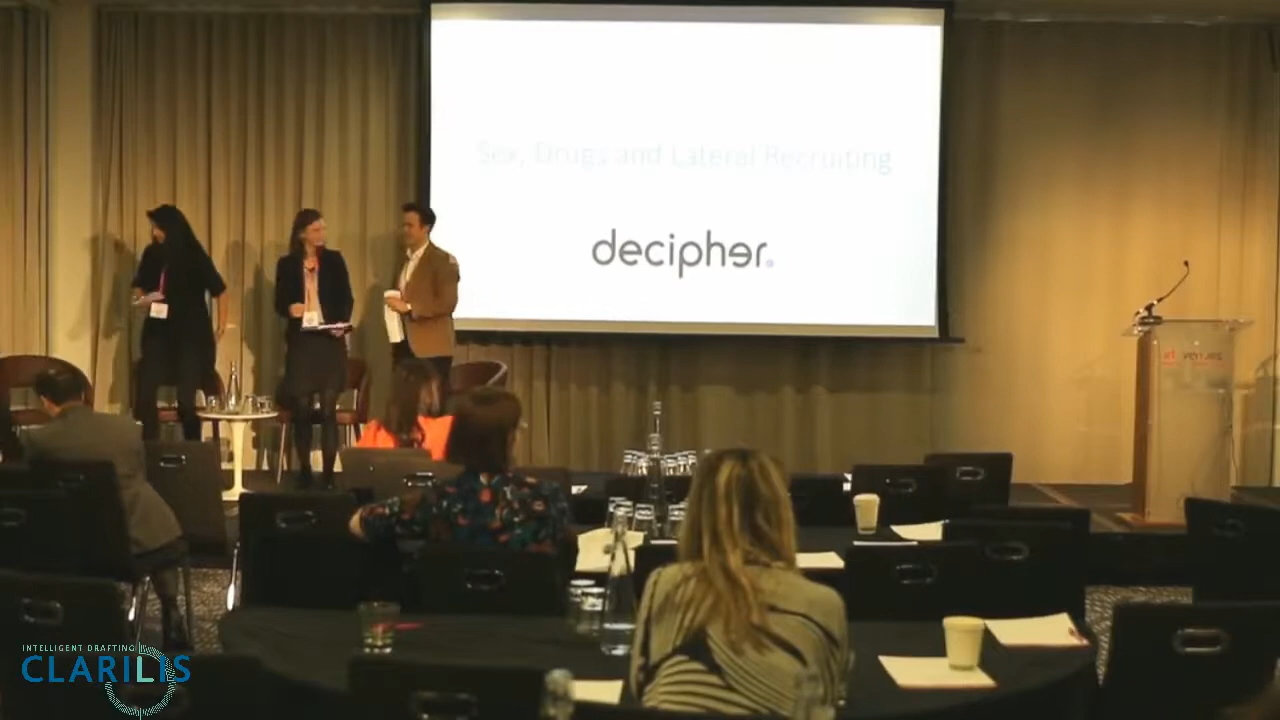 Sex, Drugs and Lateral Recruiting
decipher.
INTELLIGENT DRAFTING
CLARILIS